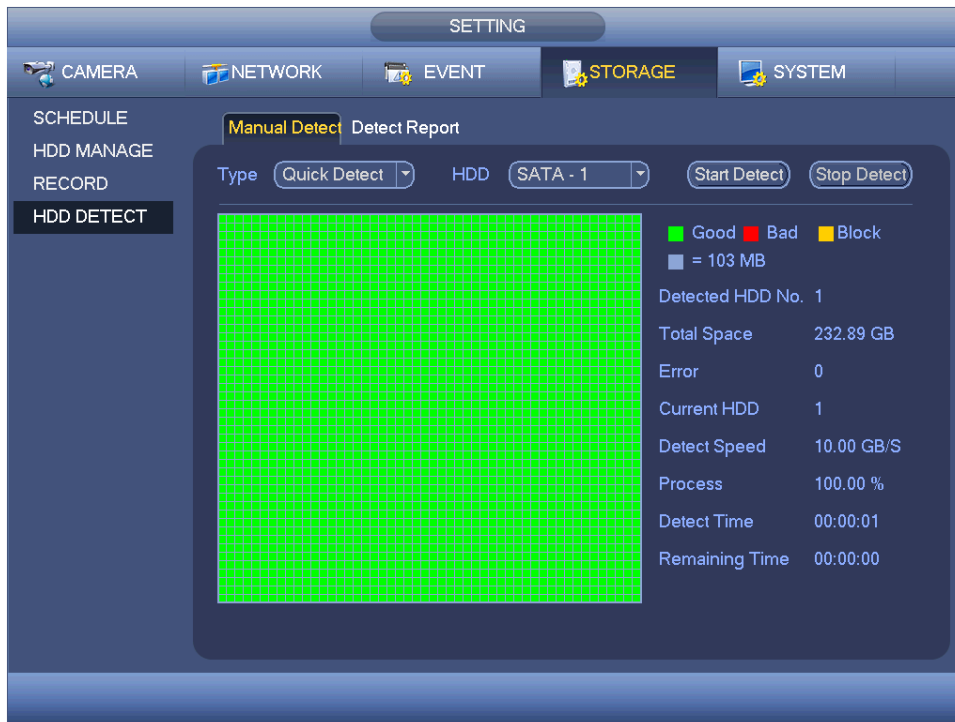 SETTING
CAMERA NETWORK EVENT STORAGE SYSTEM
SCHEDULE
HDD MANAGE
RECORD
HDD DETECT
Manual Detect Detect Report
Type Quick Detect HDD SATA - 1 Start Detect Stop Detect
Good Bad Block
= 103 MB
Detected HDD No. 1
Total Space 232.89 GB
Error 0
Current HDD 1
Detect Speed 10.00 GB/S
Process 100.00 %
Detect Time 00:00:01
Remaining Time 00:00:00